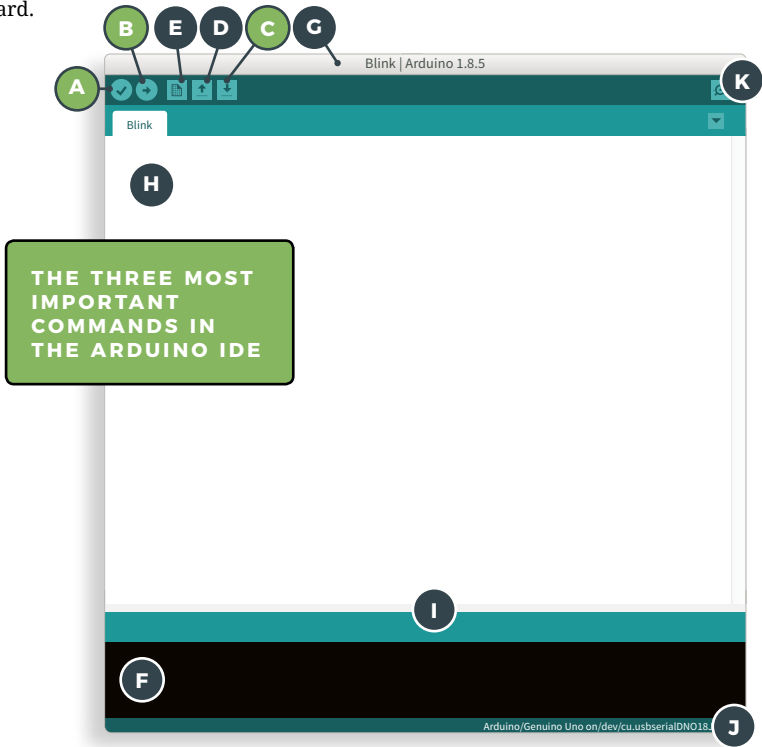 ard.
B
E
D
C
G
A
K
Blink | Arduino 1.8.5
Blink
H
THE THREE MOST
IMPORTANT
COMMANDS IN
THE ARDUINO IDE
I
F
Arduino/Genuino Uno on/dev/cu.usbserialDNO18
J